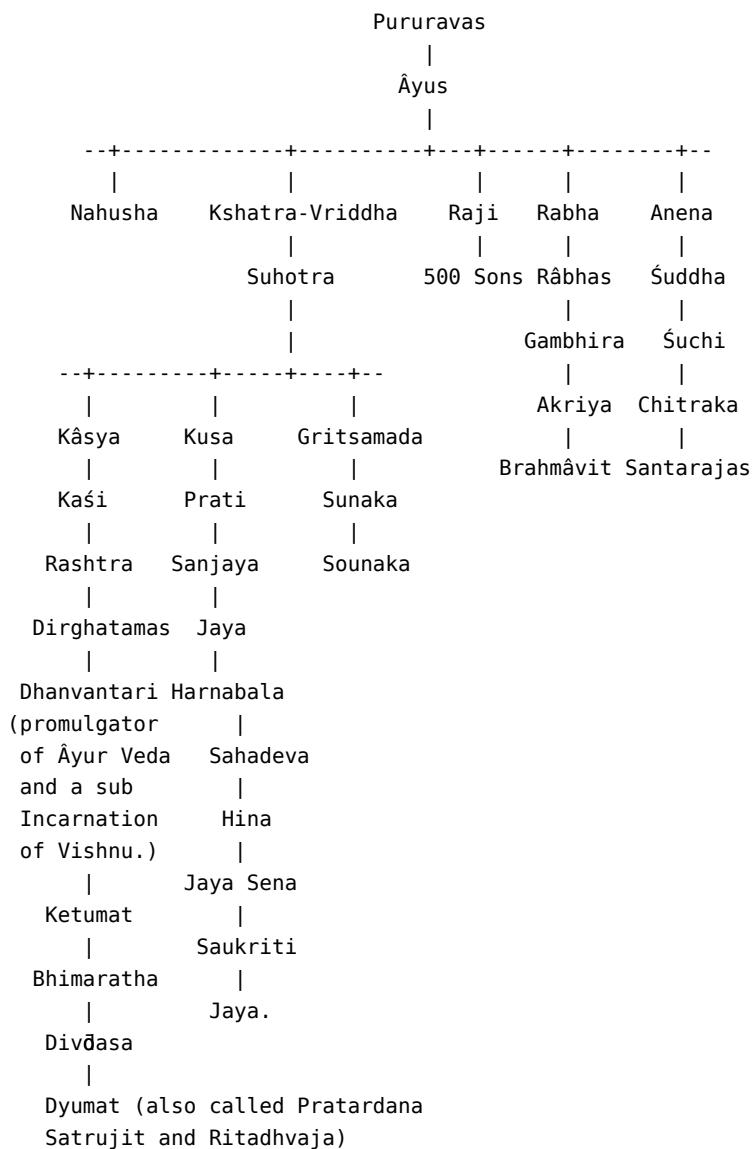 Pururavas
|
Âyus
|
--+-------------+----------+---+------+--------+--
| | | | |
Nahusha Kshatra-Vriddha Raji Rabha Anena
| | | |
Suhotra 500 Sons Râbhas Śuddha
| | |
| Gambhira Śuchi
--+---------+-----+----+-- | |
| | | Akriya Chitraka
Kâsya Kusa Gritsamada | |
| | | Brahmâvit Santarajas
Kaśi Prati Sunaka
| | |
Rashtra Sanjaya Sounaka
| |
Dirghatamas Jaya
| |
Dhanvantari Harnabala
(promulgator |
of Âyur Veda Sahadeva
and a sub |
Incarnation Hina
of Vishnu.) |
| Jaya Sena
Ketumat |
| Saukriti
Bhimaratha |
| Jaya.
|
Dyumat (also called Pratardana
Satrujit and Ritadhvaja)